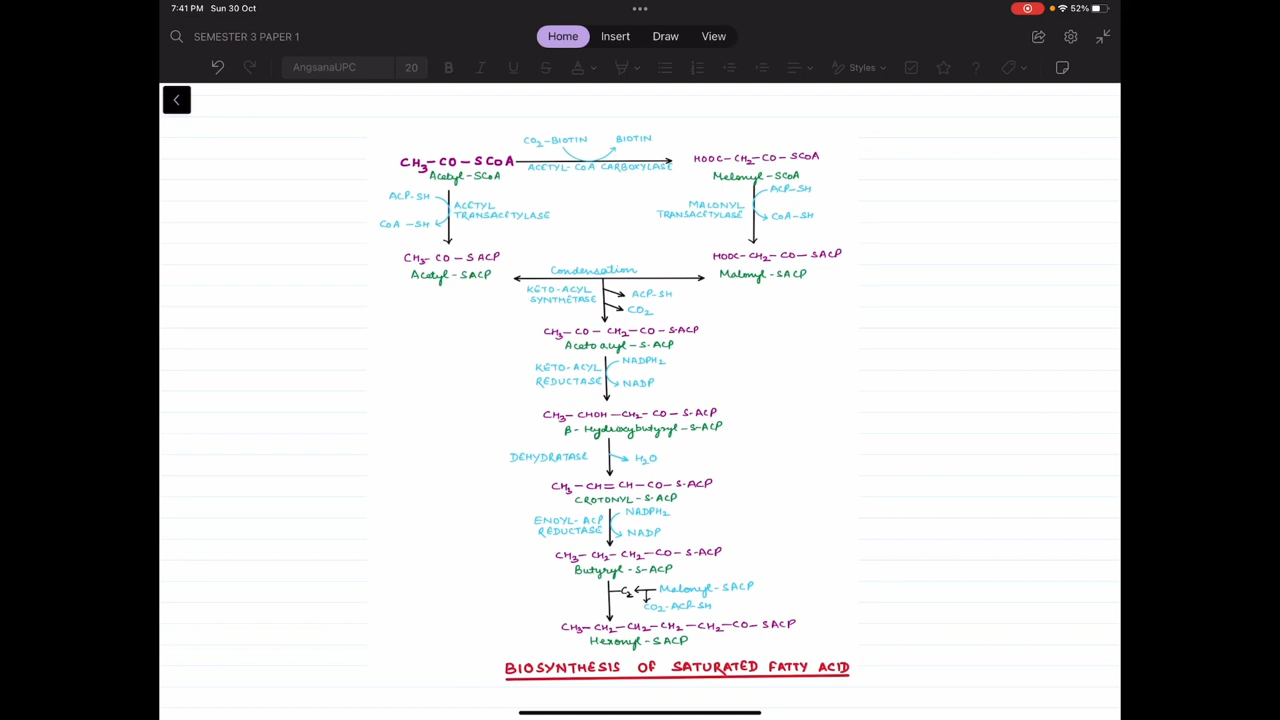 7:41 PM Sun 30 Oct
52%
SEMESTER 3 PAPER 1
Home Insert Draw View
AngsanaUPC 20 B I U S A Styles
CO2-BIOTIN BIOTIN
CH3-CO-SCoA HOOC-CH2-CO-SCoA
ACETYL-CoA CARBOXYLASE
Acetyl-SCoA Melonyl-SCoA
ACP-SH ACP-SH
ACETYL TRANSACETYLASE MALONYL TRANSACETYLASE
CoA-SH CoA-SH
CH3-CO-SACP HOOC-CH2-CO-SACP
Acetyl-SACP Malonyl-SACP
Condensation
KETO-ACYL SYNTHETASE
ACP-SH
CO2
CH3-CO-CH2-CO-S-ACP
Aceto acyl-S-ACP
KETO-ACYL REDUCTASE
NADPH2
NADP
CH3-CHOH-CH2-CO-S-ACP
β-Hydroxybutyryl-S-ACP
DEHYDRATASE H2O
CH3-CH=CH-CO-S-ACP
CROTONYL-S-ACP
ENOYL-ACP REDUCTASE
NADPH2
NADP
CH3-CH2-CH2-CO-S-ACP
Butyryl-S-ACP
C2 Malonyl-SACP
CO2-ACP-SH
CH3-CH2-CH2-CH2-CH2-CO-SACP
Hexonyl-SACP
BIOSYNTHESIS OF SATURATED FATTY ACID